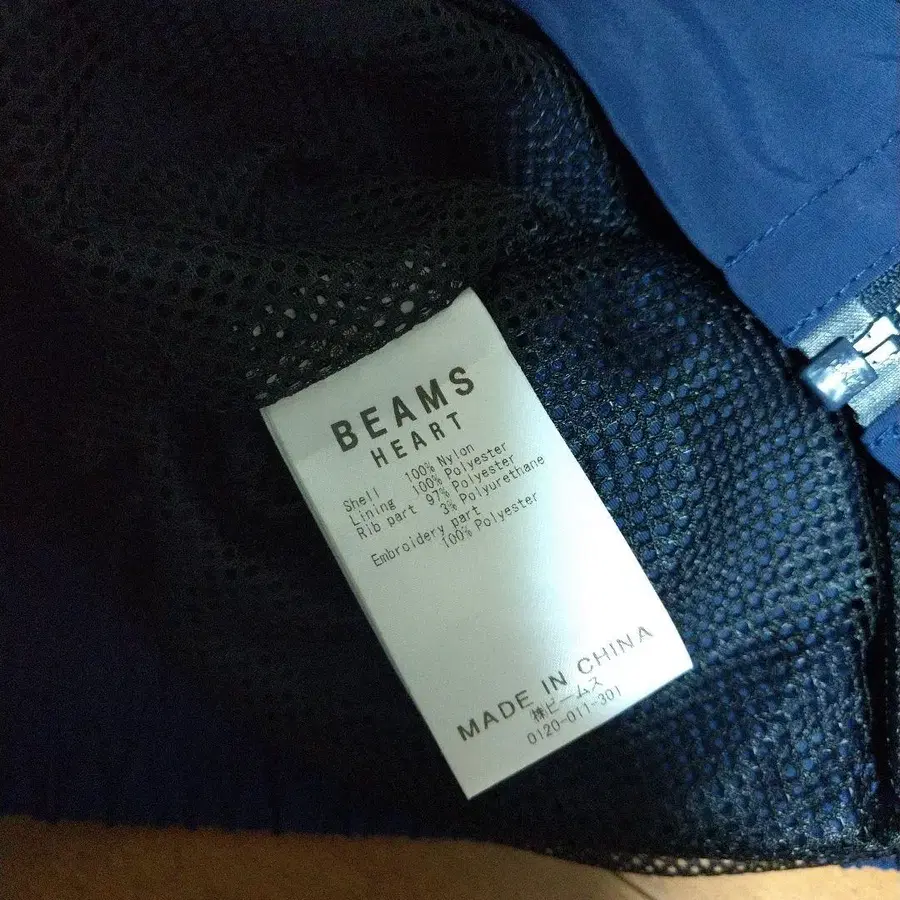 BEAMS
HEART
Shell 100% Nylon
Lining 100% Polyester
Rib part 97% Polyester
3% Polyurethane
Embroidery part
100% Polyester
MADE IN CHINA
㈱ビームス
0120-011-301